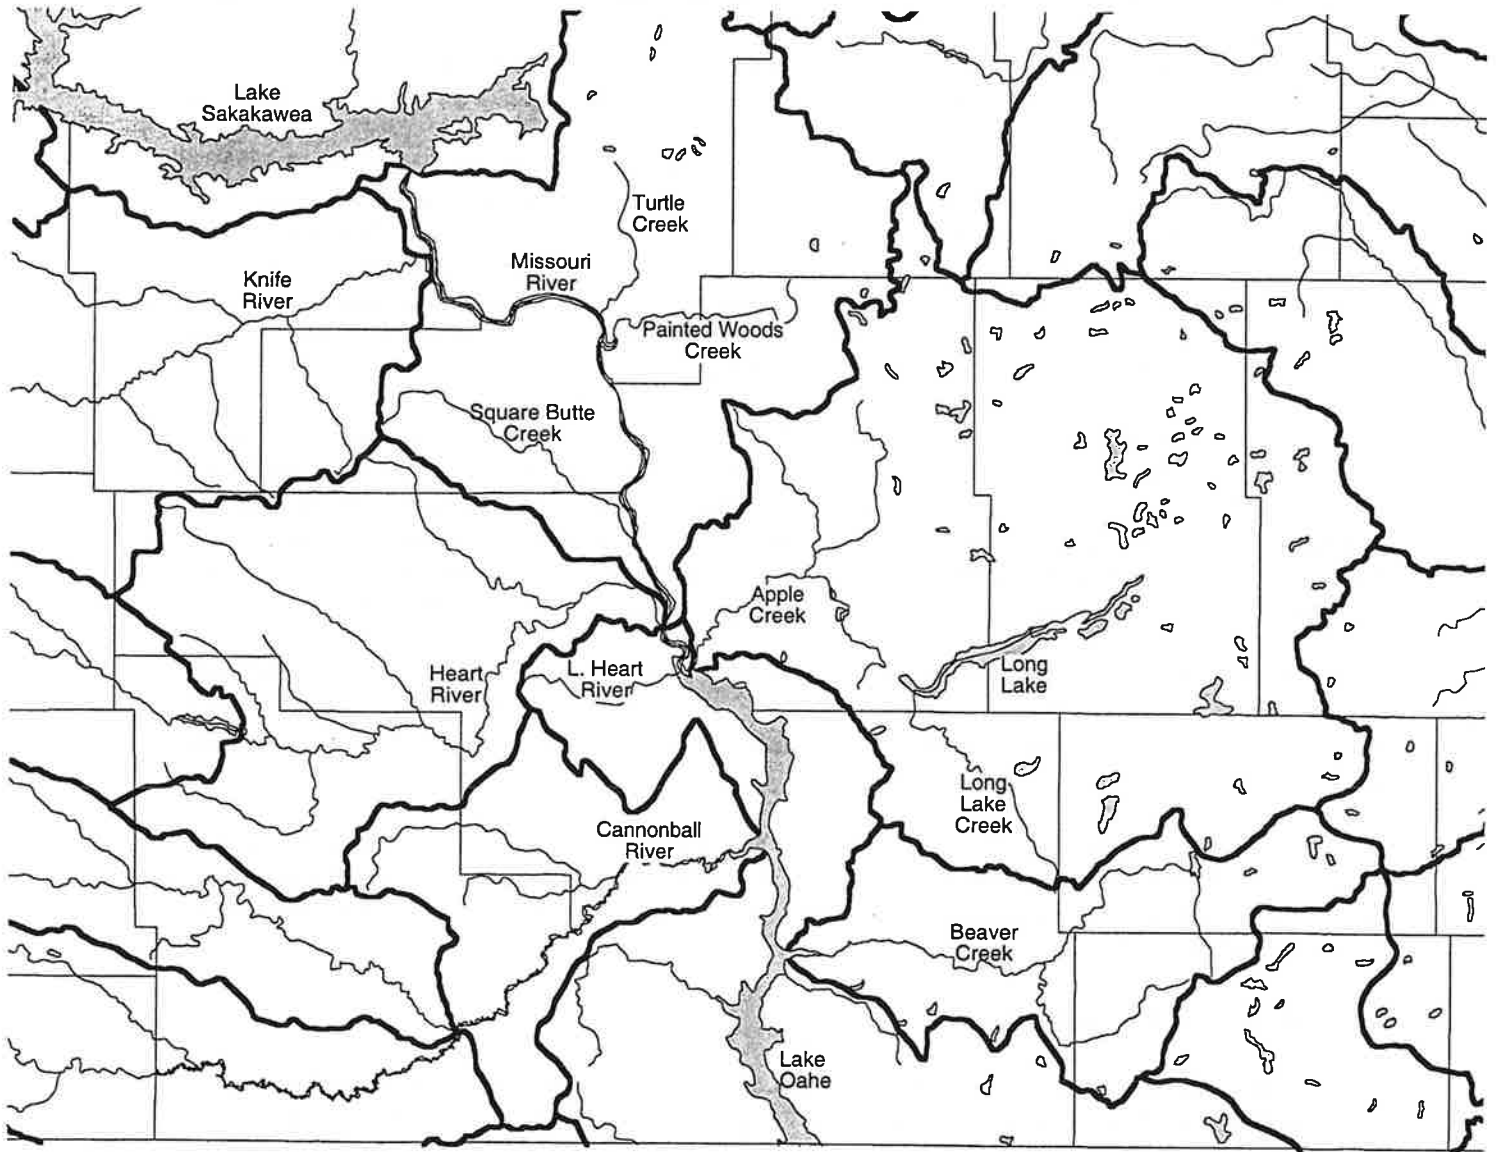 Lake
Sakakawea
Turtle
Creek
Missouri
River
Knife
River
Painted Woods
Creek
Square Butte
Creek
Apple
Creek
Heart
River
L. Heart
River
Long
Lake
Long
Lake
Creek
Cannonball
River
Beaver
Creek
Lake
Oahe